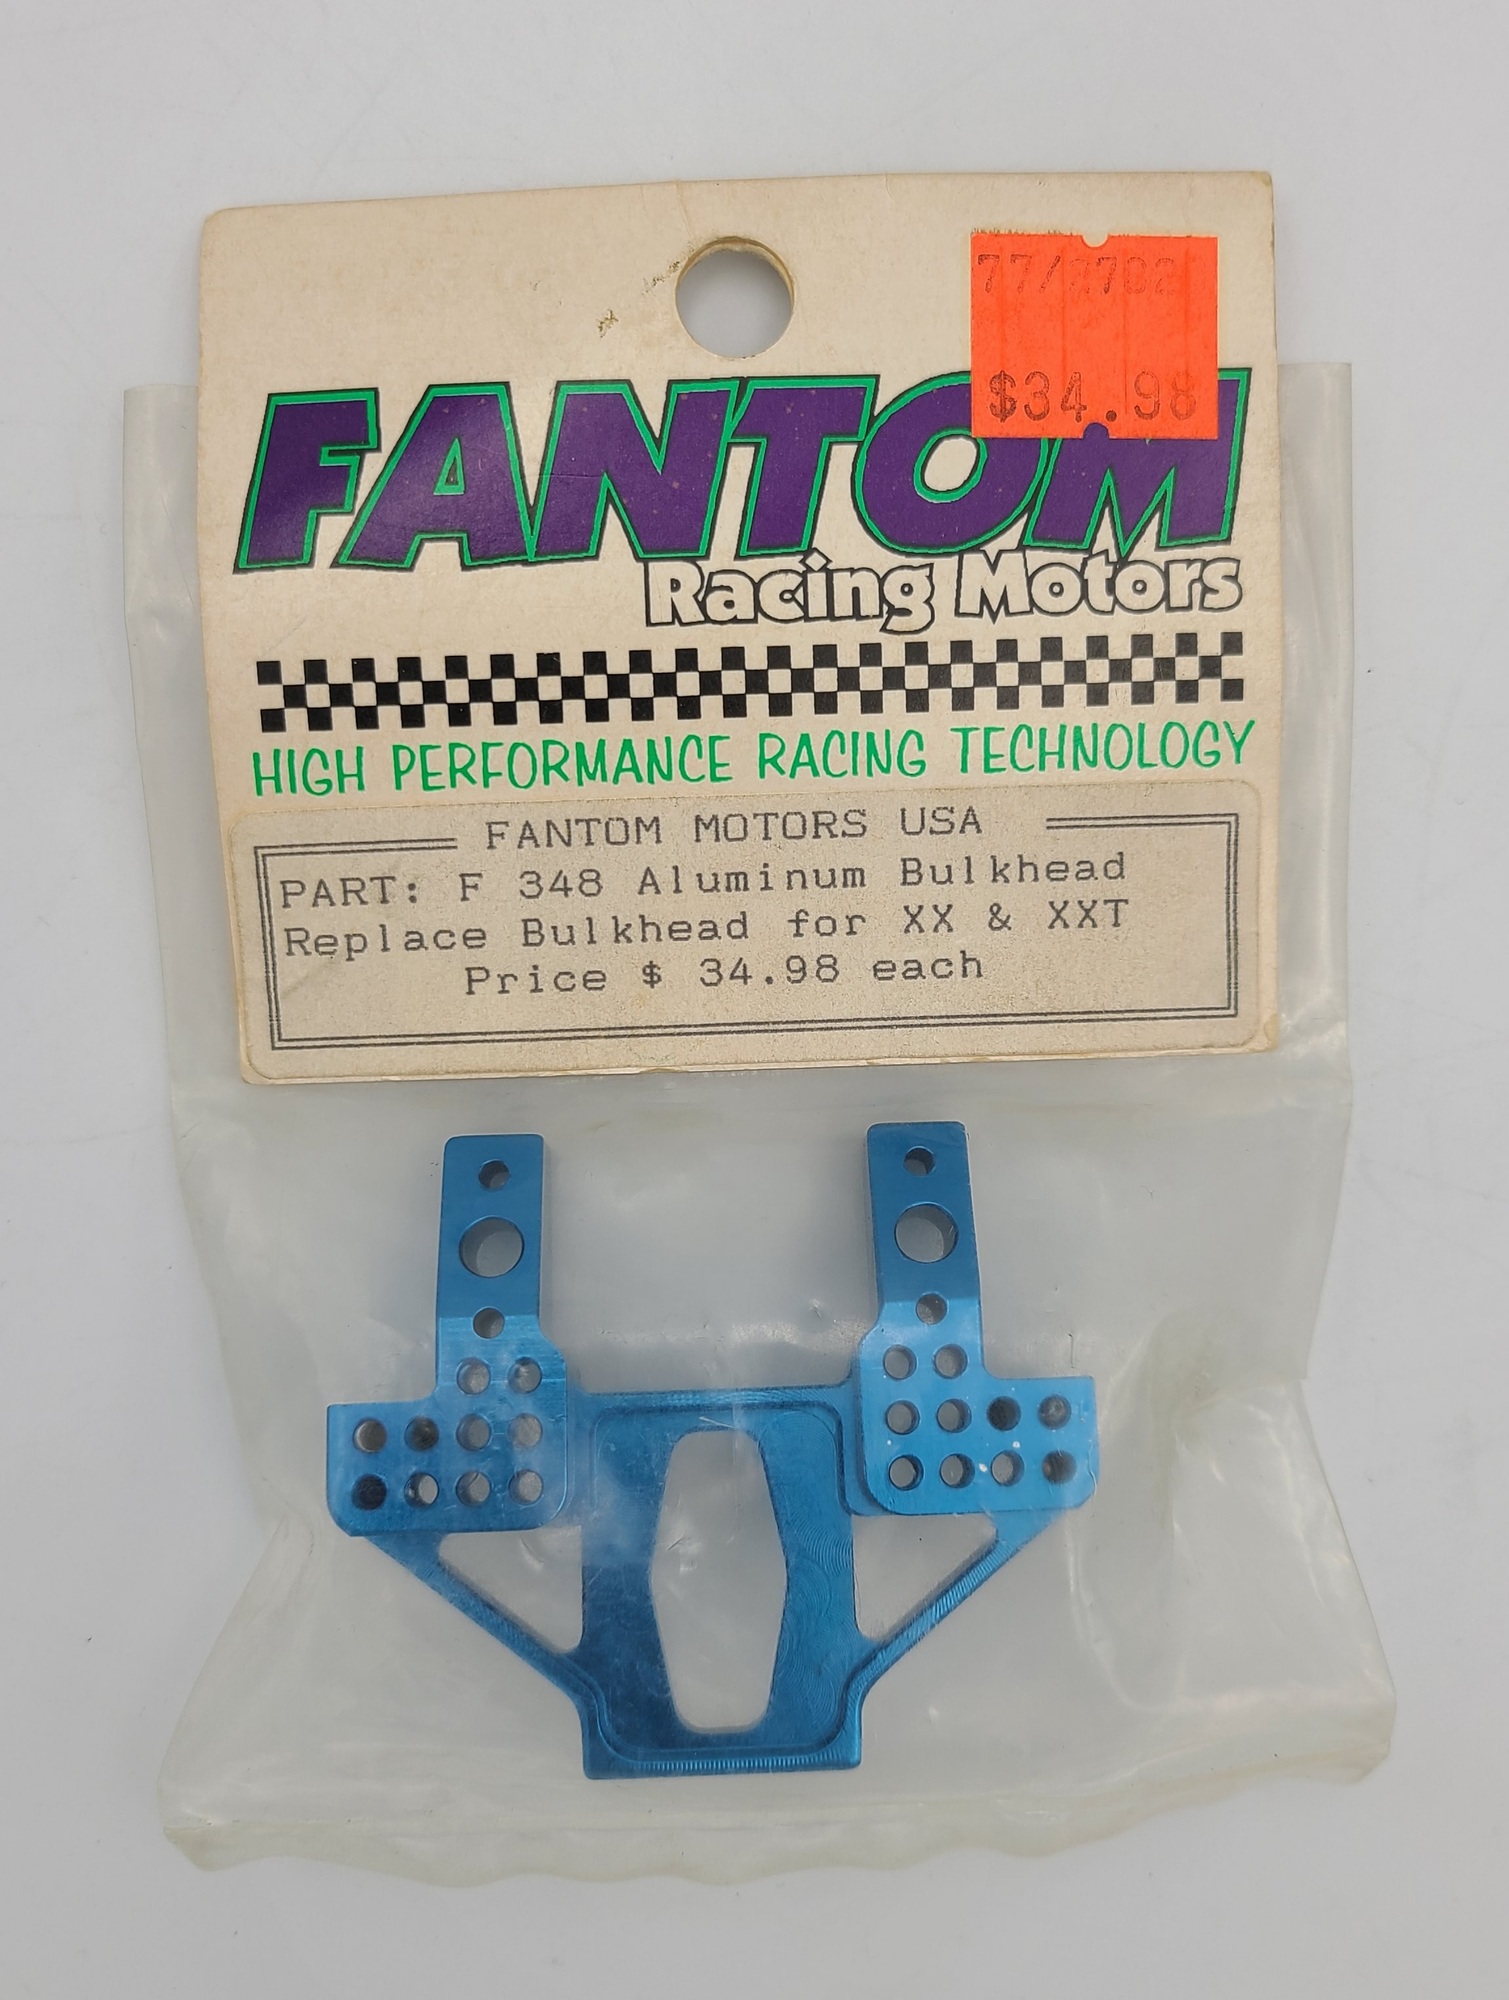 $34.98
FANTOM
Racing Motors
HIGH PERFORMANCE RACING TECHNOLOGY
FANTOM MOTORS USA
PART: F 348 Aluminum Bulkhead
Replace Bulkhead for XX & XXT
Price $ 34.98 each